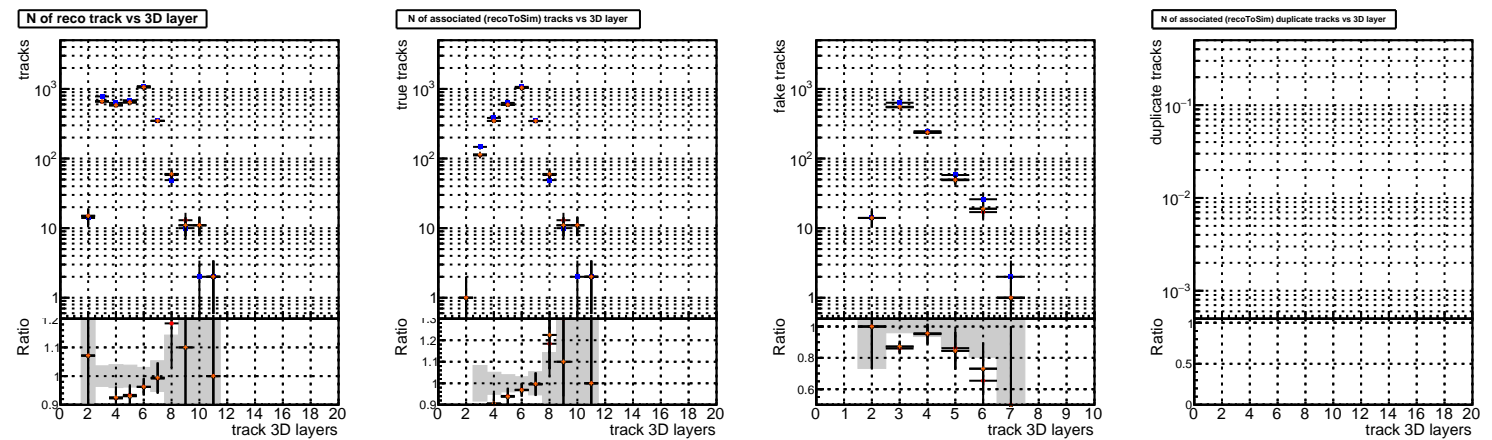 N of reco track vs 3D layer
tracks
10³
10²
10
1
1.2
1.1
1
0.9
Ratio
0 2 4 6 8 10 12 14 16 18 20
track 3D layers
N of associated (recoToSim) tracks vs 3D layer
true tracks
10³
10²
10
1
1.3
1.2
1.1
1
0.9
Ratio
0 2 4 6 8 10 12 14 16 18 20
track 3D layers
fake tracks
10³
10²
10
1
1
0.8
0.6
Ratio
0 1 2 3 4 5 6 7 8 9 10
track 3D layers
N of associated (recoToSim) duplicate tracks vs 3D layer
duplicate tracks
10⁻¹
10⁻²
10⁻³
1
0.5
0
Ratio
0 2 4 6 8 10 12 14 16 18 20
track 3D layers